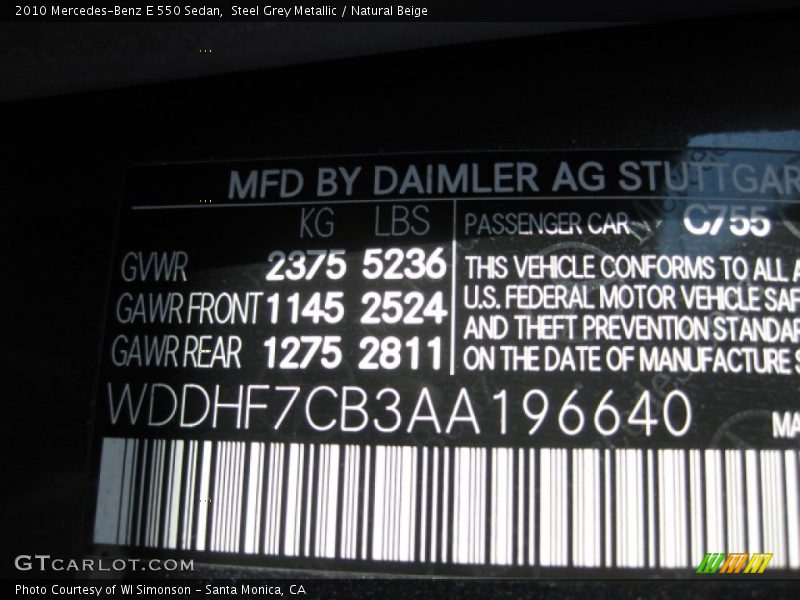 2010 Mercedes-Benz E 550 Sedan,  Steel Grey Metallic / Natural Beige
MFD BY DAIMLER AG STUTTGAR
KG LBS PASSENGER CAR C755
GVWR 2375 5236 THIS VEHICLE CONFORMS TO ALL A
GAWR FRONT 1145 2524 U.S. FEDERAL MOTOR VEHICLE SAF
AND THEFT PREVENTION STANDAR
GAWR REAR 1275 2811 ON THE DATE OF MANUFACTURE S
WDDHF7CB3AA196640 MA
GTCARLOT.COM
Photo Courtesy of WI Simonson - Santa Monica, CA